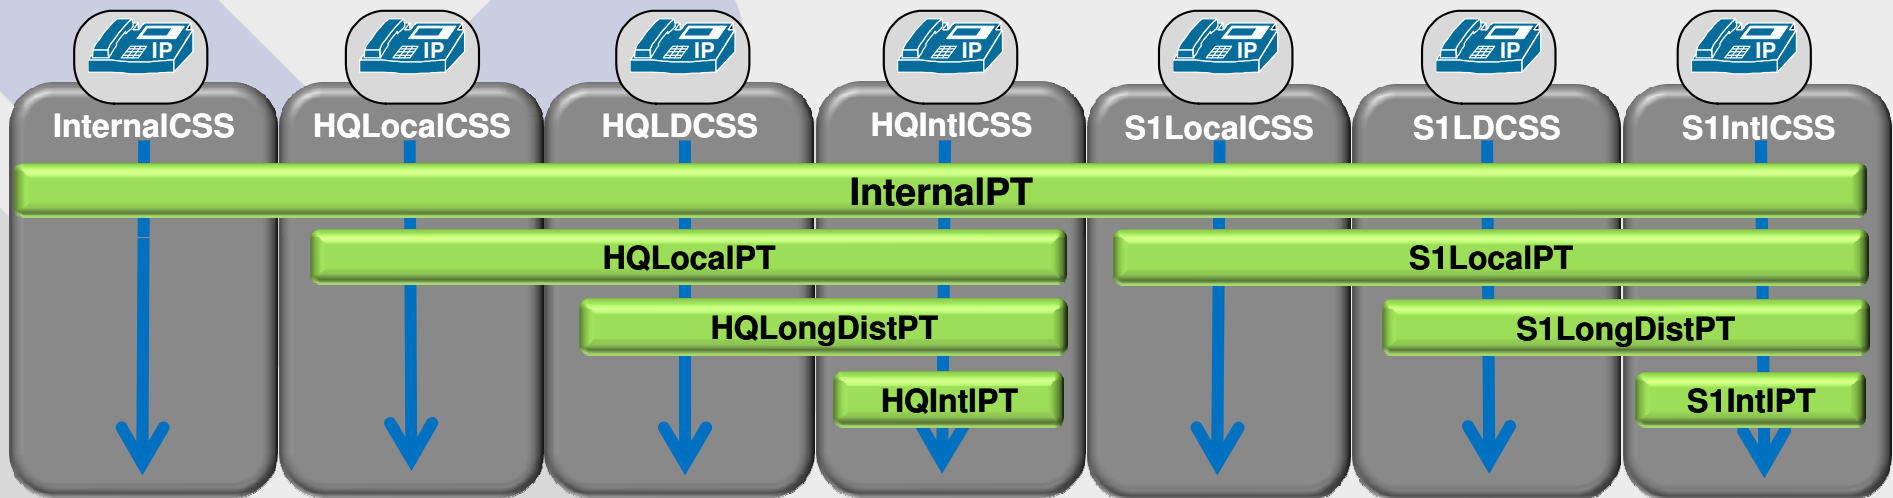 IP IP IP IP IP IP IP
InternalCSS HQLocalCSS HQLDCSS HQIntlCSS S1LocalCSS S1LDCSS S1IntlCSS
InternalPT
HQLocalPT S1LocalPT
HQLongDistPT S1LongDistPT
HQIntlPT S1IntlPT